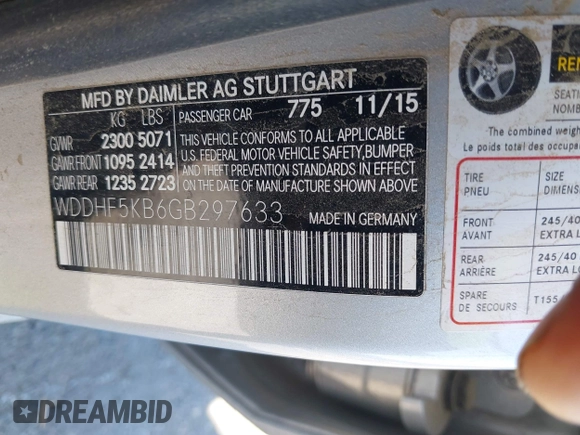 MFD BY DAIMLER AG STUTTGART
KG LBS PASSENGER CAR 775 11/15
GVWR 2300 5071
GAWR FRONT 1095 2414
GAWR REAR 1235 2723
THIS VEHICLE CONFORMS TO ALL APPLICABLE
U.S. FEDERAL MOTOR VEHICLE SAFETY, BUMPER
AND THEFT PREVENTION STANDARDS IN EFFECT
ON THE DATE OF MANUFACTURE SHOWN ABOVE.
WDDHF5KB6GB297633 MADE IN GERMANY
The combined weigh
Le poids total des occ
TIRE SIZE
PNEU
FRONT 245/40
AVANT EXTRA
REAR 245/40
ARRIÈRE EXTRA
SPARE
DE SECOURS
DREAMBID